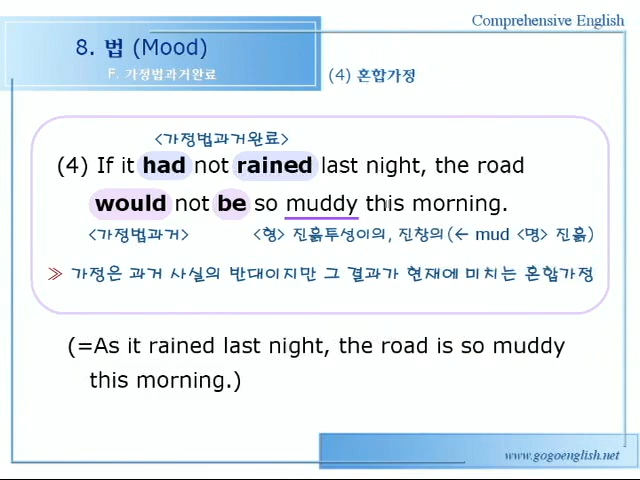 Comprehensive English
8. 법 (Mood)
F. 가정법과거완료
(4) 혼합가정
<가정법과거완료>
(4) If it had not rained last night, the road
would not be so muddy this morning.
<가정법과거> <형> 진흙투성이의, 진창의(← mud <명> 진흙)
≫ 가정은 과거 사실의 반대이지만 그 결과가 현재에 미치는 혼합가정
(=As it rained last night, the road is so muddy
this morning.)
www.gogoenglish.net